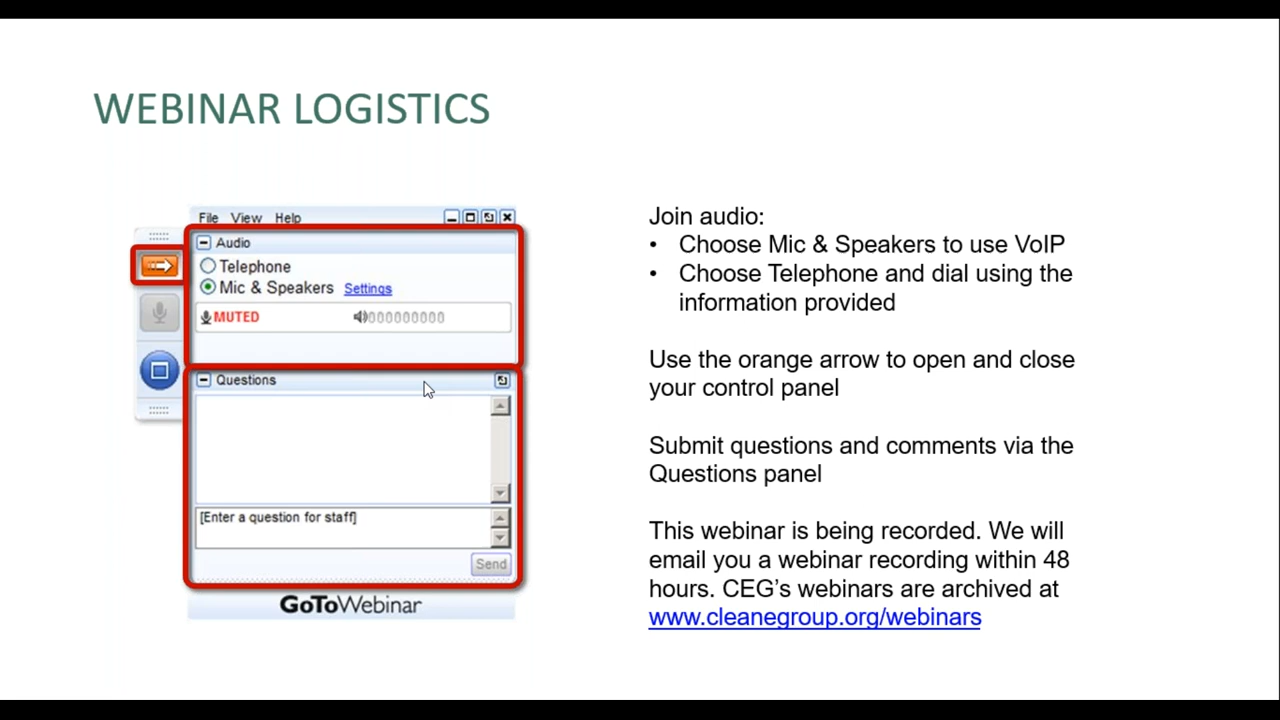 WEBINAR LOGISTICS
File View Help
Audio
Telephone
Mic & Speakers Settings
MUTED 000000000
Questions
[Enter a question for staff]
Send
GoToWebinar
Join audio:
• Choose Mic & Speakers to use VoIP
• Choose Telephone and dial using the
information provided
Use the orange arrow to open and close
your control panel
Submit questions and comments via the
Questions panel
This webinar is being recorded. We will
email you a webinar recording within 48
hours. CEG’s webinars are archived at
www.cleanegroup.org/webinars